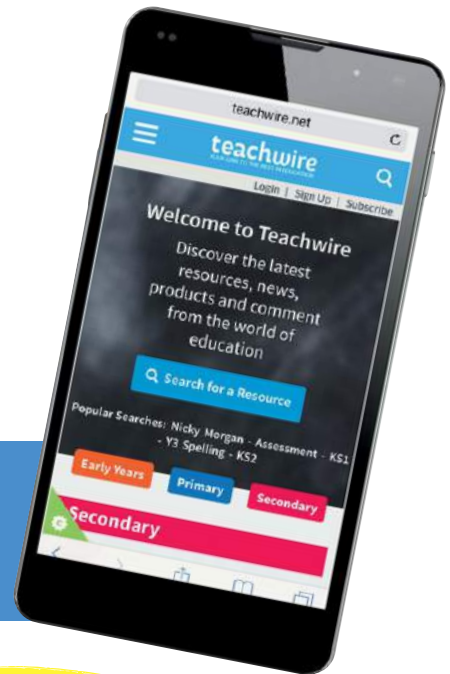 teachwire.net
teachwire
Login | Sign Up | Subscribe
Welcome to Teachwire
Discover the latest
resources, news,
products and comment
from the world of
education
Search for a Resource
Popular Searches: Nicky Morgan - Assessment - KS1
- Y3 Spelling - KS2
Early Years
Primary
Secondary
Secondary